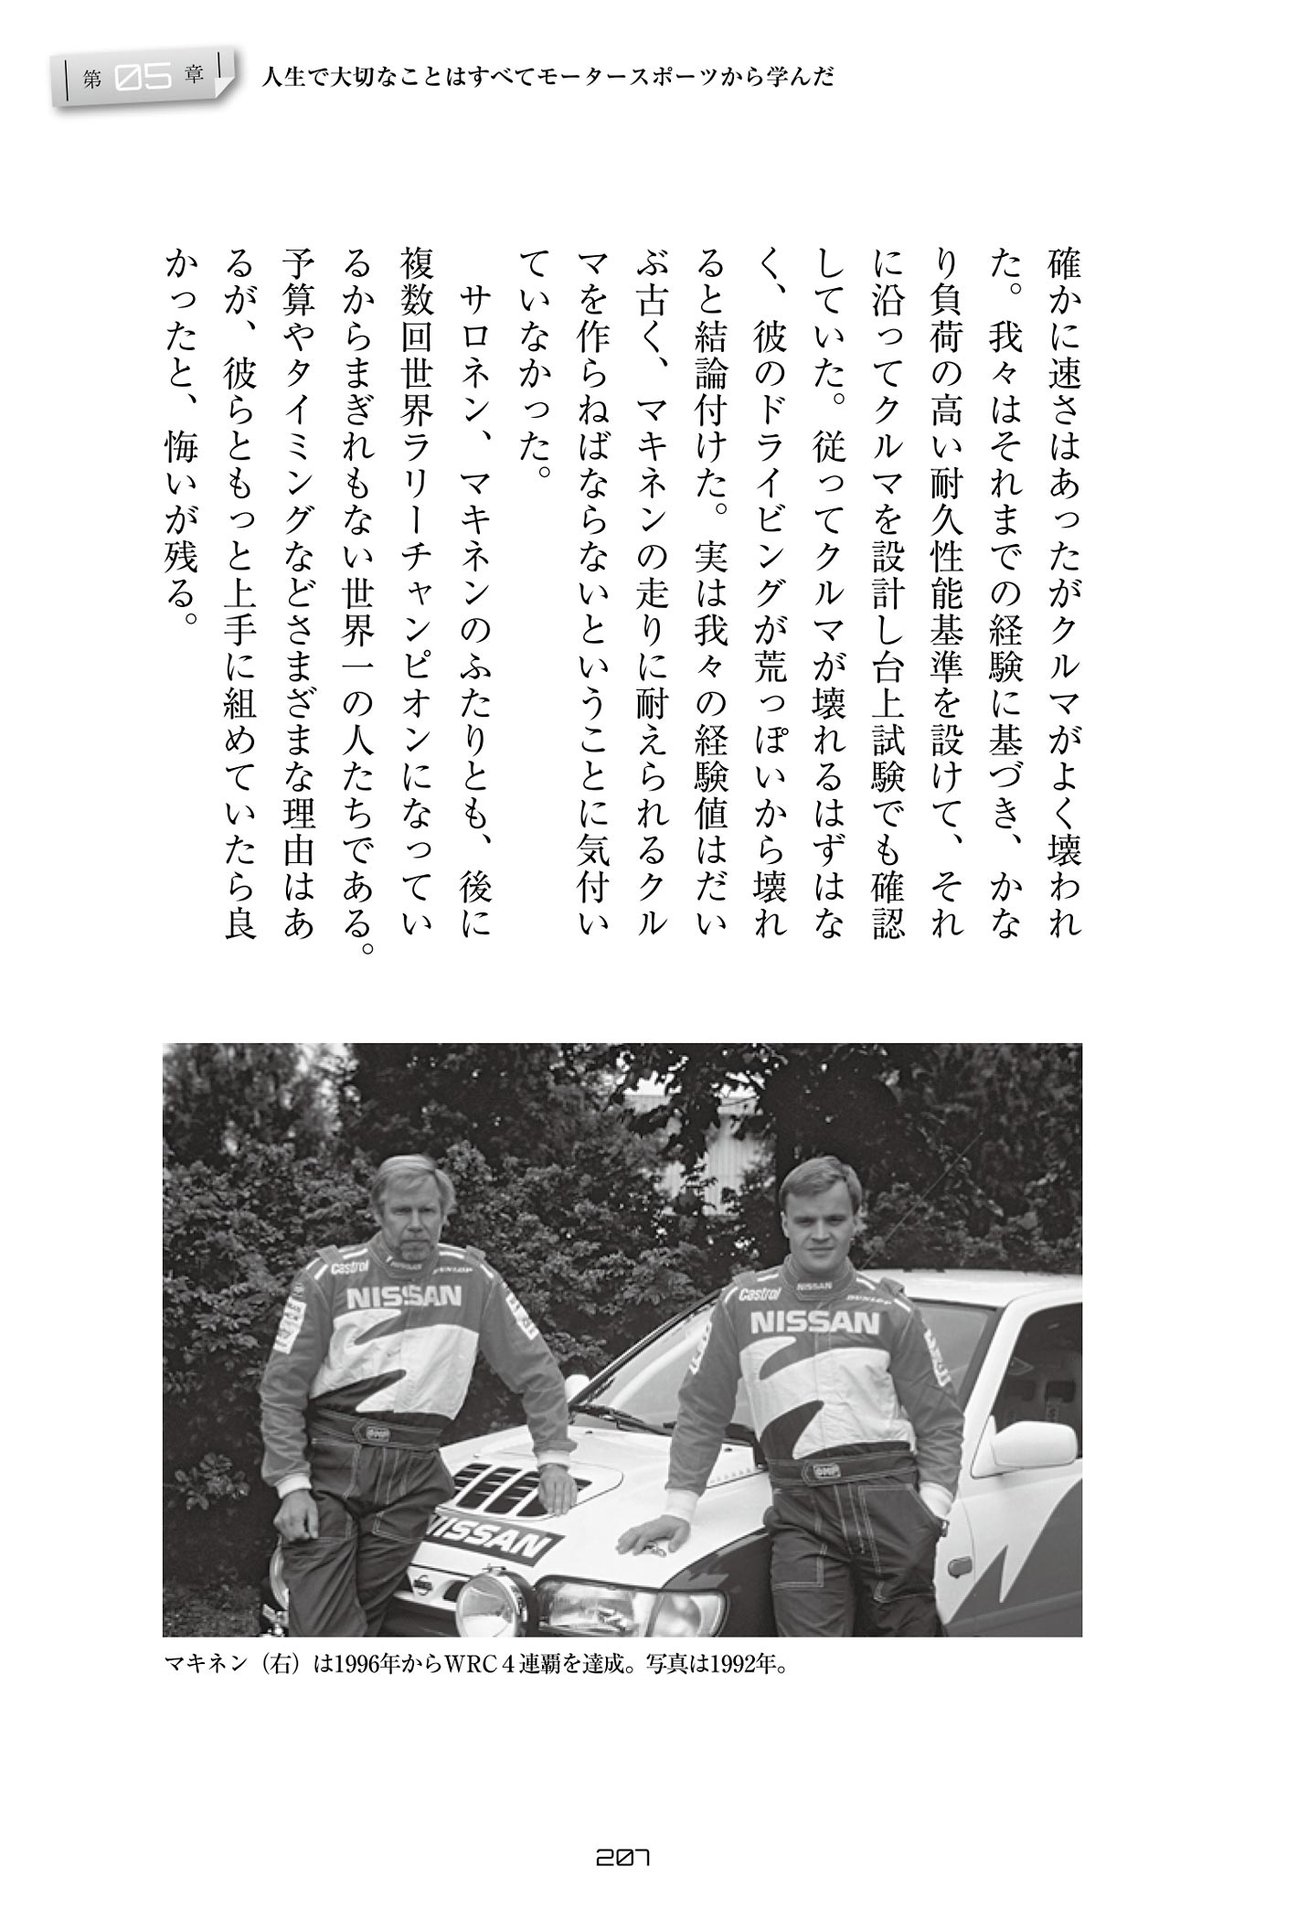 第05章
人生で大切なことはすべてモータースポーツから学んだ
確かに速さはあったがクルマがよく壊われ
た。我々はそれまでの経験に基づき、かな
り負荷の高い耐久性能基準を設けて、それ
に沿ってクルマを設計し台上試験でも確認
していた。従ってクルマが壊れるはずはな
く、彼のドライビングが荒っぽいから壊れ
ると結論付けた。実は我々の経験値はだい
ぶ古く、マキネンの走りに耐えられるクル
マを作らねばならないということに気付い
ていなかった。
サロネン、マキネンのふたりとも、後に
複数回世界ラリーチャンピオンになってい
るからまぎれもない世界一の人たちである。
予算やタイミングなどさまざまな理由はあ
るが、彼らともっと上手に組めていたら良
かったと、悔いが残る。
Castrol
NISSAN
DUNLOP
NISSAN
OMP
NISSAN
Castrol
NISSAN
DUNLOP
NISSAN
OMP
マキネン（右）は1996年からWRC４連覇を達成。写真は1992年。
207